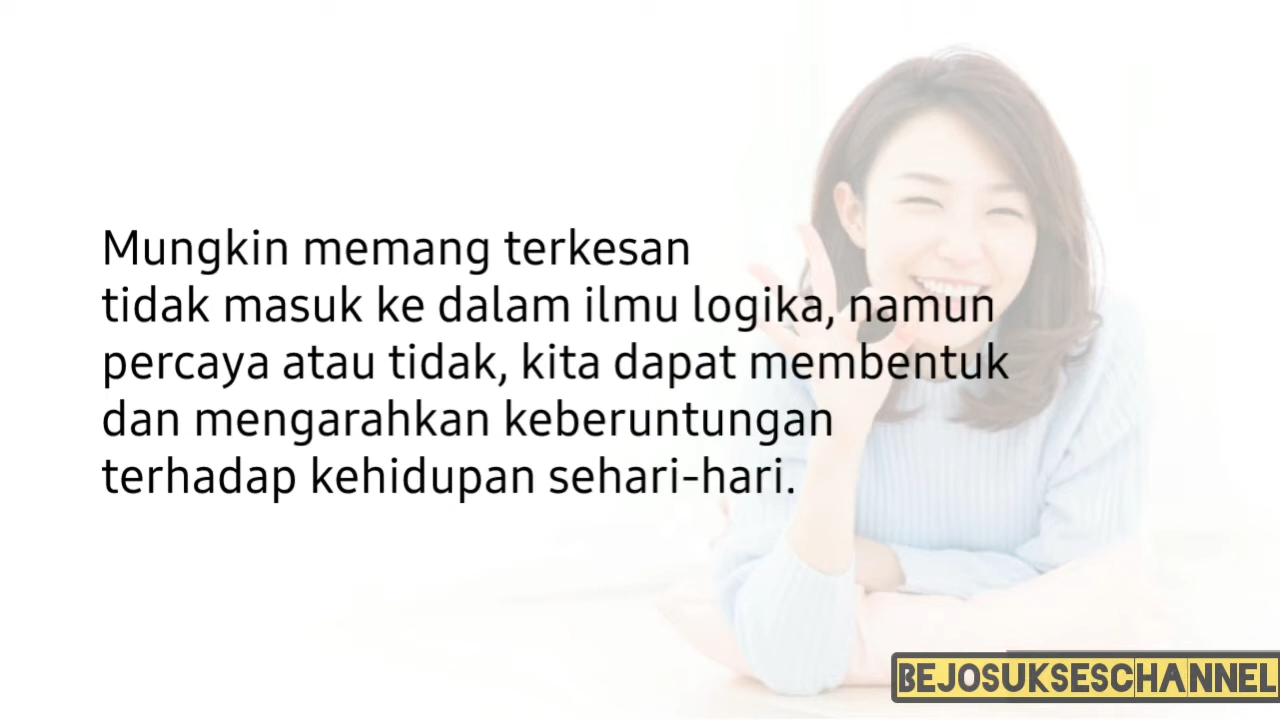 Mungkin memang terkesan
tidak masuk ke dalam ilmu logika, namun
percaya atau tidak, kita dapat membentuk
dan mengarahkan keberuntungan
terhadap kehidupan sehari-hari.
BEJOSUKSESCHANNEL